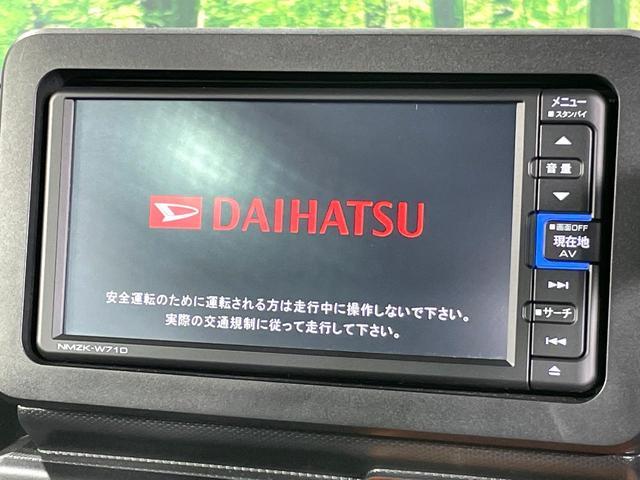 メニュー
■スタンバイ
音量
DAIHATSU
■画面OFF
現在地
AV
安全運転のために運転される方は走行中に操作しないで下さい。
実際の交通規制に従って走行して下さい。
■サーチ
NMZK-W71D